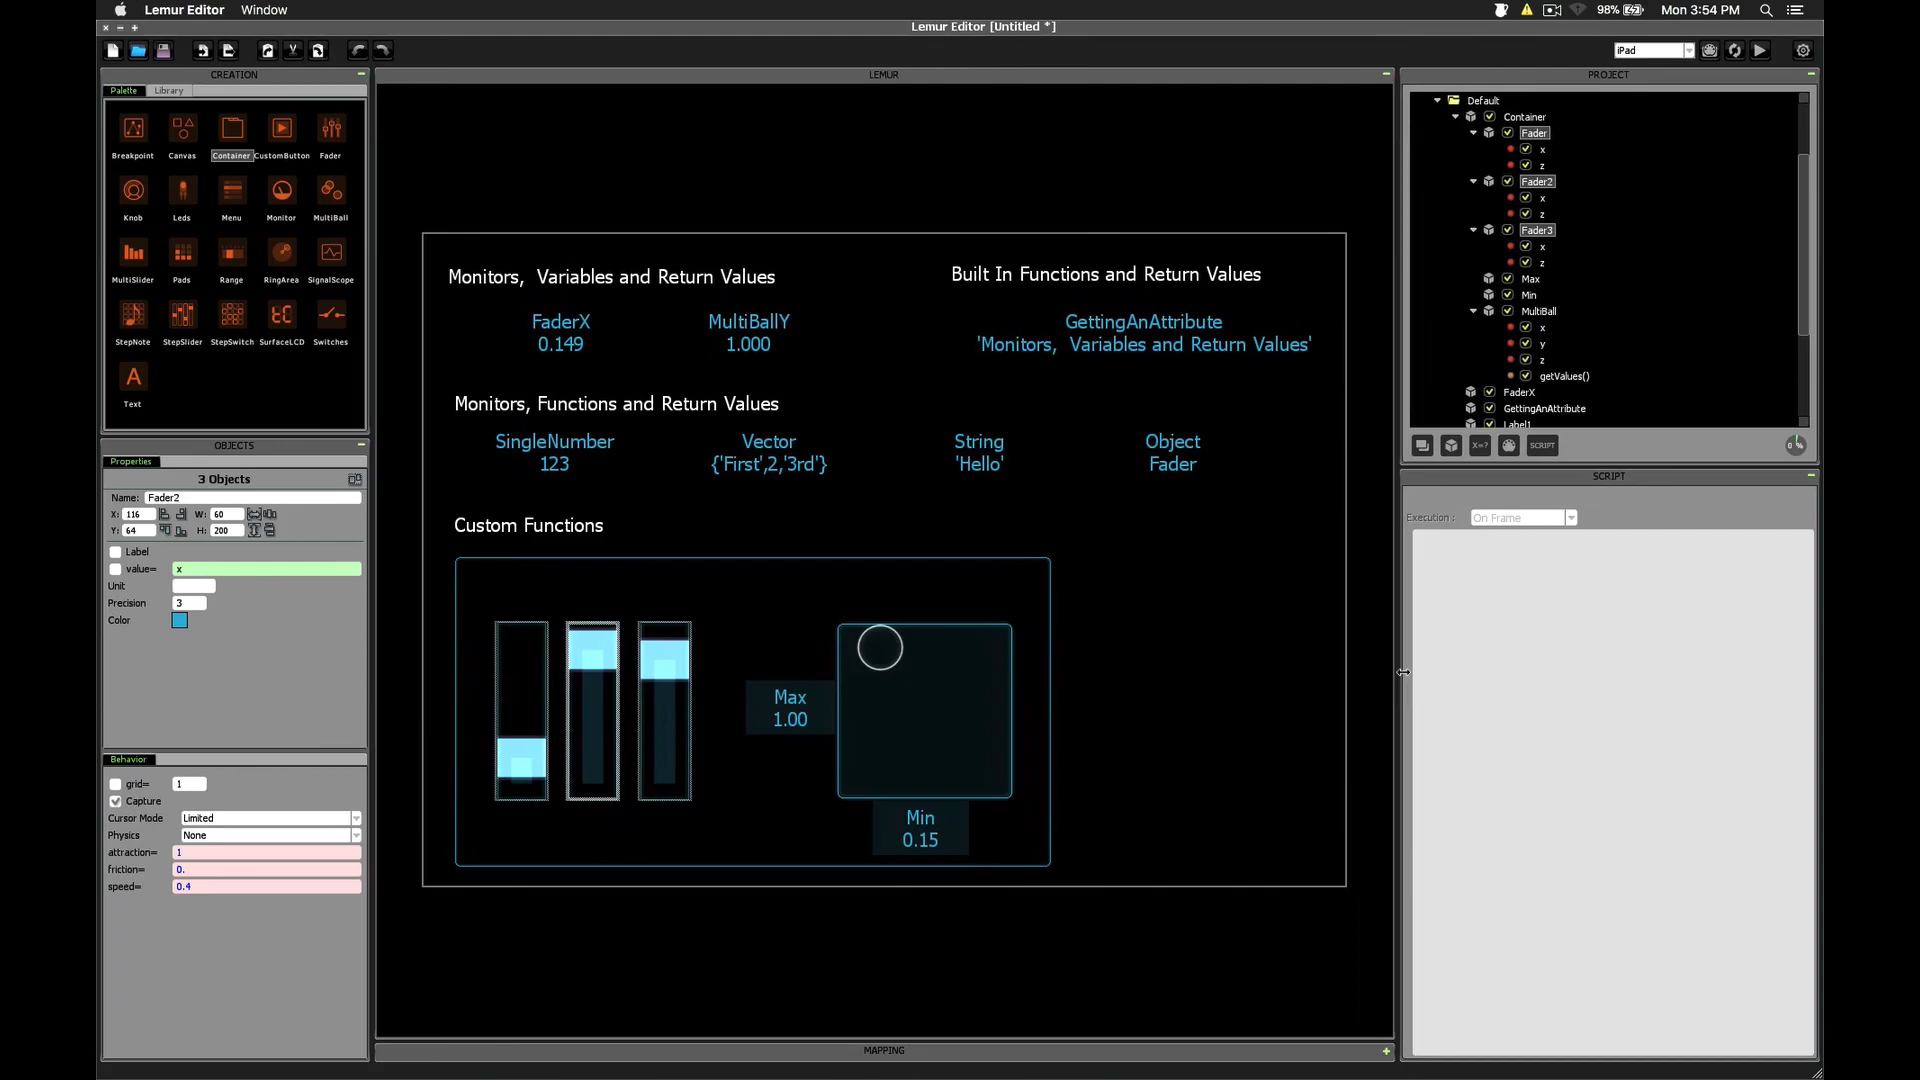 Lemur Editor Window
98% Mon 3:54 PM
Lemur Editor [Untitled *]
iPad
CREATION
Palette Library
Breakpoint Canvas Container CustomButton Fader
Knob Leds Menu Monitor MultiBall
MultiSlider Pads Range RingArea SignalScope
StepNote StepSlider StepSwitch SurfaceLCD Switches
A
Text
OBJECTS
Properties
3 Objects
Name: Fader2
X: 116 W: 60
Y: 64 H: 200
Label
value= x
Unit
Precision 3
Color
Behavior
grid= 1
Capture
Cursor Mode Limited
Physics None
attraction= 1
friction= 0.
speed= 0.4
LEMUR
Monitors, Variables and Return Values
Built In Functions and Return Values
FaderX
0.149
MultiBallY
1.000
GettingAnAttribute
'Monitors, Variables and Return Values'
Monitors, Functions and Return Values
SingleNumber
123
Vector
{'First',2,'3rd'}
String
'Hello'
Object
Fader
Custom Functions
Max
1.00
Min
0.15
MAPPING
PROJECT
Default
Container
Fader
x
z
Fader2
x
z
Fader3
x
z
Max
Min
MultiBall
x
y
z
getValues()
FaderX
GettingAnAttribute
Label1
X=? SCRIPT 0 %
SCRIPT
Execution : On Frame